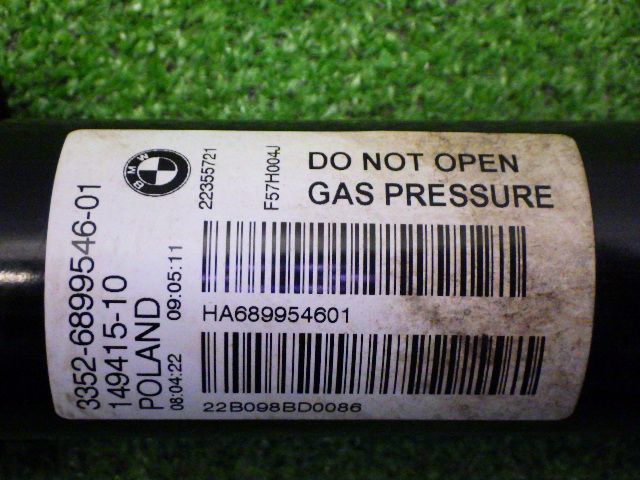 BMW
3352-6899546-01
149415-10
POLAND
08:04:22 09:05:11
22355721
F57H004J
DO NOT OPEN
GAS PRESSURE
HA689954601
22B098BD0086